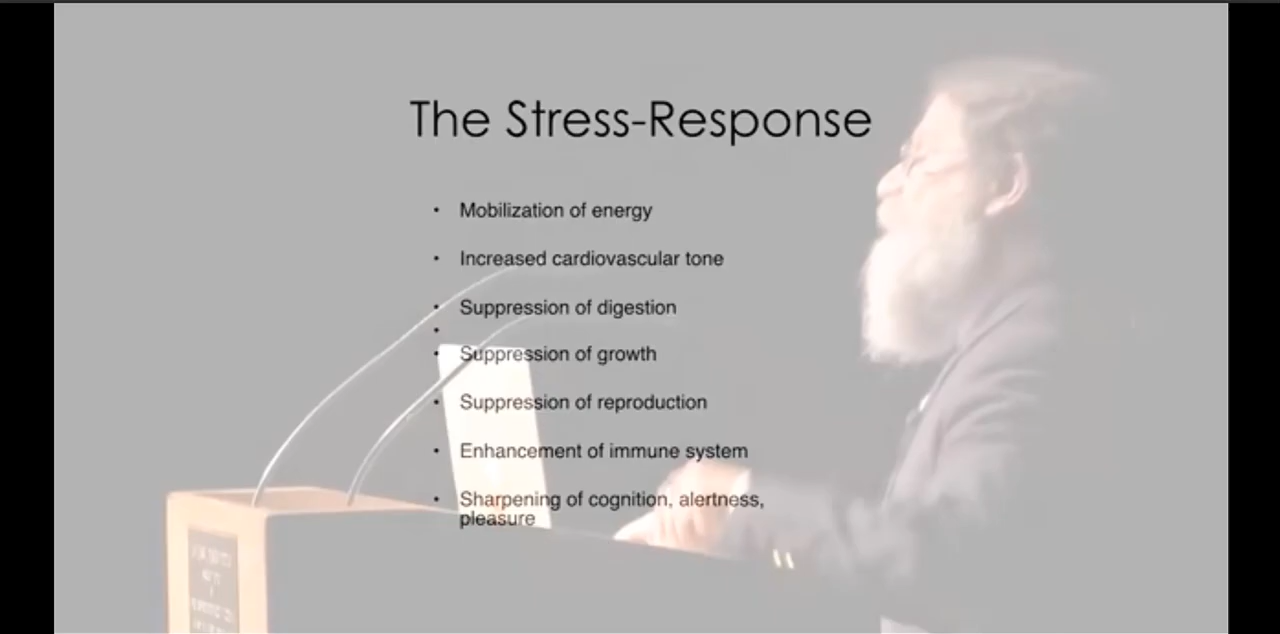 The Stress-Response
• Mobilization of energy
• Increased cardiovascular tone
• Suppression of digestion
•
• Suppression of growth
• Suppression of reproduction
• Enhancement of immune system
• Sharpening of cognition, alertness,
pleasure